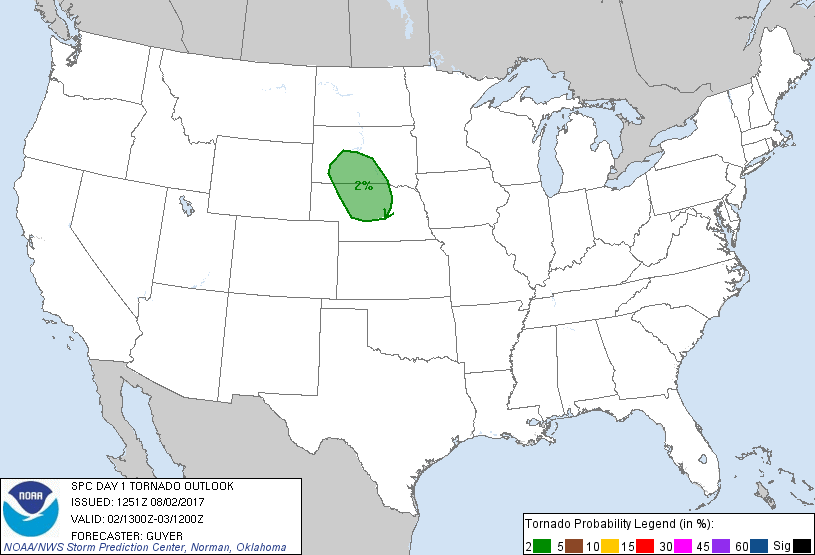 2%
SPC DAY 1 TORNADO OUTLOOK
ISSUED: 1251Z 08/02/2017
VALID: 02/1300Z-03/1200Z
FORECASTER: GUYER
NOAA/NWS Storm Prediction Center, Norman, Oklahoma
NOAA
Tornado Probability Legend (in %):
2 5 10 15 30 45 60 Sig